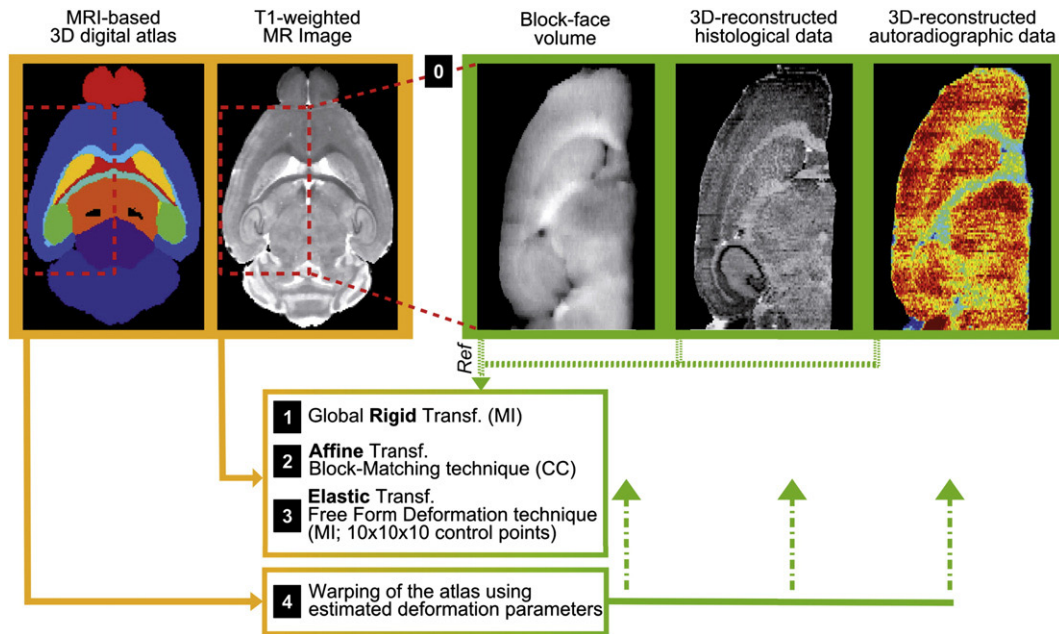 MRI-based
3D digital atlas
T1-weighted
MR Image
Block-face
volume
3D-reconstructed
histological data
3D-reconstructed
autoradiographic data
0
Ref
1 Global Rigid Transf. (MI)
2 Affine Transf.
Block-Matching technique (CC)
3 Elastic Transf.
Free Form Deformation technique
(MI; 10x10x10 control points)
4 Warping of the atlas using
estimated deformation parameters